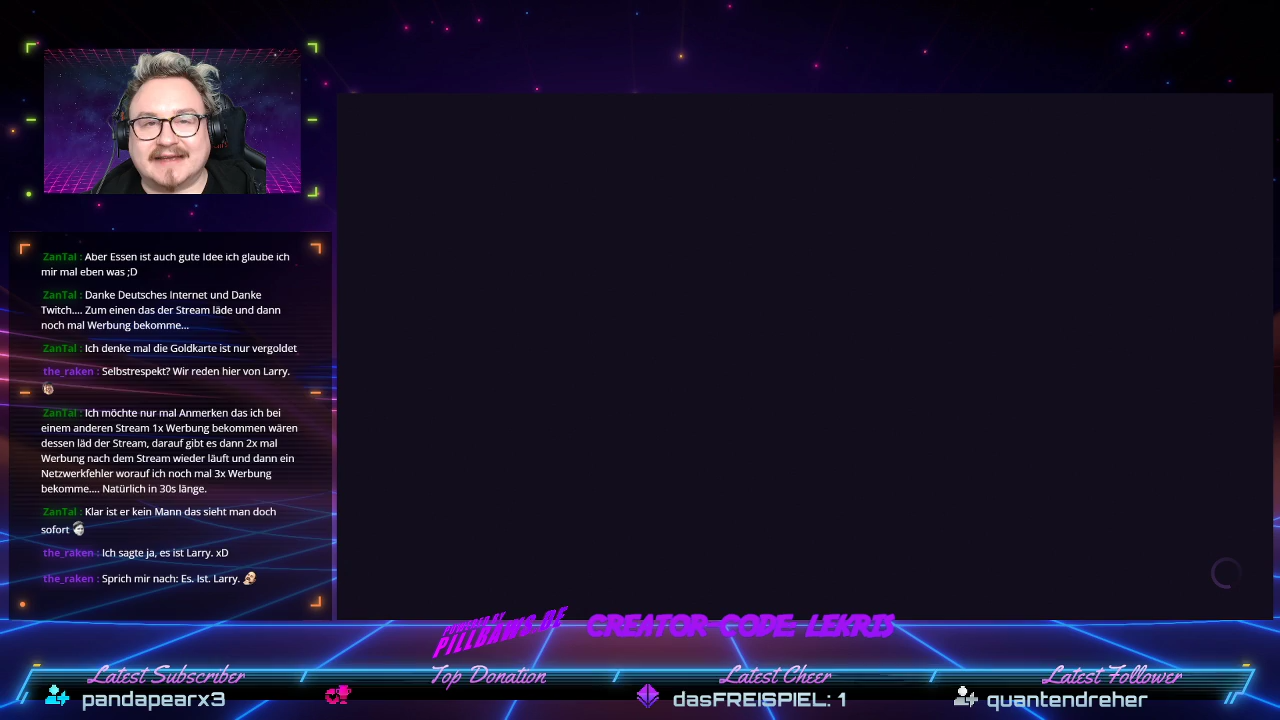 ZanTal : Aber Essen ist auch gute Idee ich glaube ich
mir mal eben was ;D
ZanTal : Danke Deutsches Internet und Danke
Twitch.... Zum einen das der Stream läde und dann
noch mal Werbung bekomme...
ZanTal : Ich denke mal die Goldkarte ist nur vergoldet
the_raken : Selbstrespekt? Wir reden hier von Larry.
ZanTal : Ich möchte nur mal Anmerken das ich bei
einem anderen Stream 1x Werbung bekommen wären
dessen läd der Stream, darauf gibt es dann 2x mal
Werbung nach dem Stream wieder läuft und dann ein
Netzwerkfehler worauf ich noch mal 3x Werbung
bekomme.... Natürlich in 30s länge.
ZanTal : Klar ist er kein Mann das sieht man doch
sofort
the_raken : Ich sagte ja, es ist Larry. xD
the_raken : Sprich mir nach: Es. Ist. Larry.
POWERED BY
PILLBAWS.DE
CREATOR CODE: LEKRIS
Latest Subscriber
pandapearx3
Top Donation
Latest Cheer
dasFREISPIEL: 1
Latest Follower
quantendreher